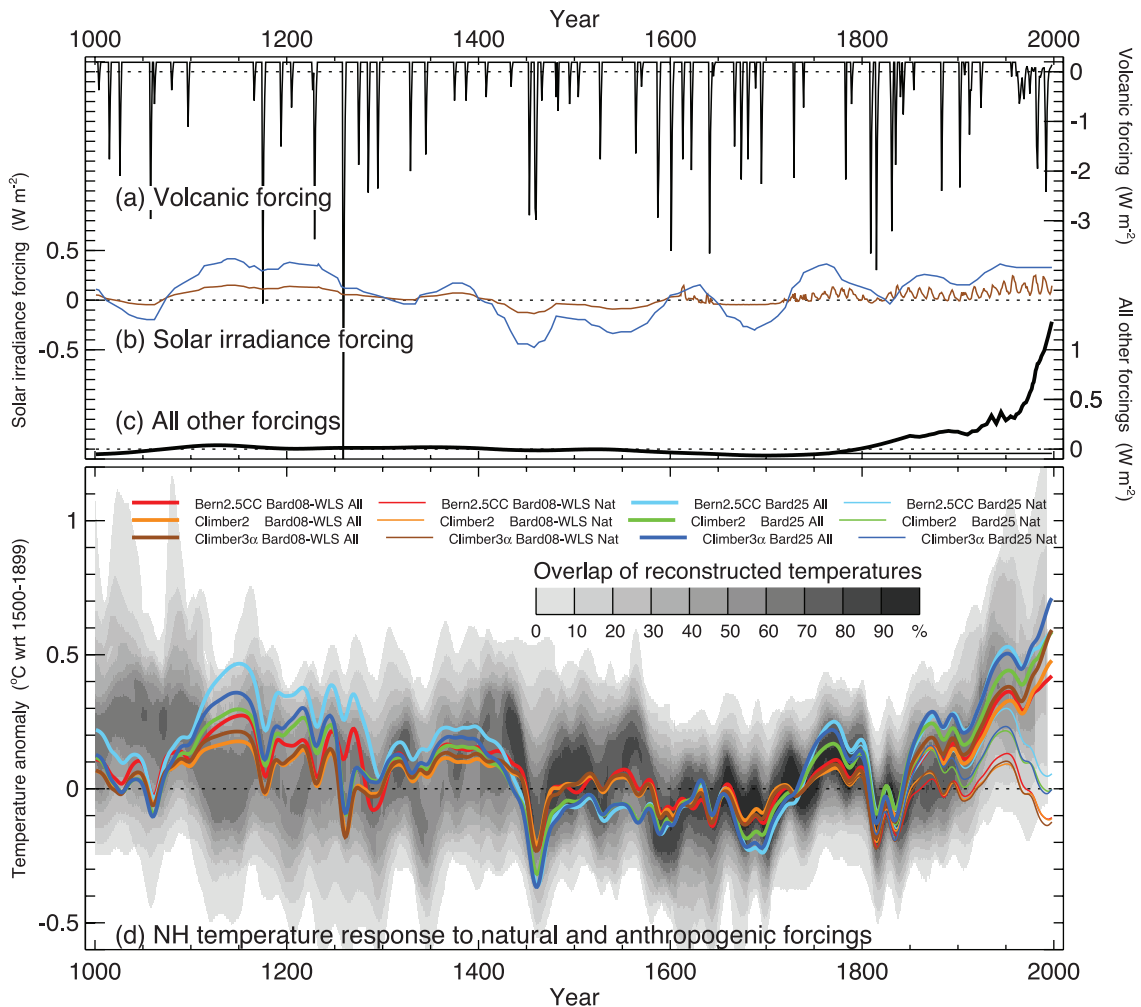 Year
1000 1200 1400 1600 1800 2000
0
-1
-2
-3
Volcanic forcing (W m-2)
(a) Volcanic forcing
Solar irradiance forcing (W m-2)
0.5
0
-0.5
(b) Solar irradiance forcing
All other forcings (W m-2)
1
0.5
0
(c) All other forcings
Bern2.5CC Bard08-WLS All Bern2.5CC Bard08-WLS Nat Bern2.5CC Bard25 All Bern2.5CC Bard25 Nat
Climber2 Bard08-WLS All Climber2 Bard08-WLS Nat Climber2 Bard25 All Climber2 Bard25 Nat
Climber3α Bard08-WLS All Climber3α Bard08-WLS Nat Climber3α Bard25 All Climber3α Bard25 Nat
Overlap of reconstructed temperatures
0 10 20 30 40 50 60 70 80 90 %
Temperature anomaly (°C wrt 1500-1899)
1
0.5
0
-0.5
(d) NH temperature response to natural and anthropogenic forcings
1000 1200 1400 1600 1800 2000
Year